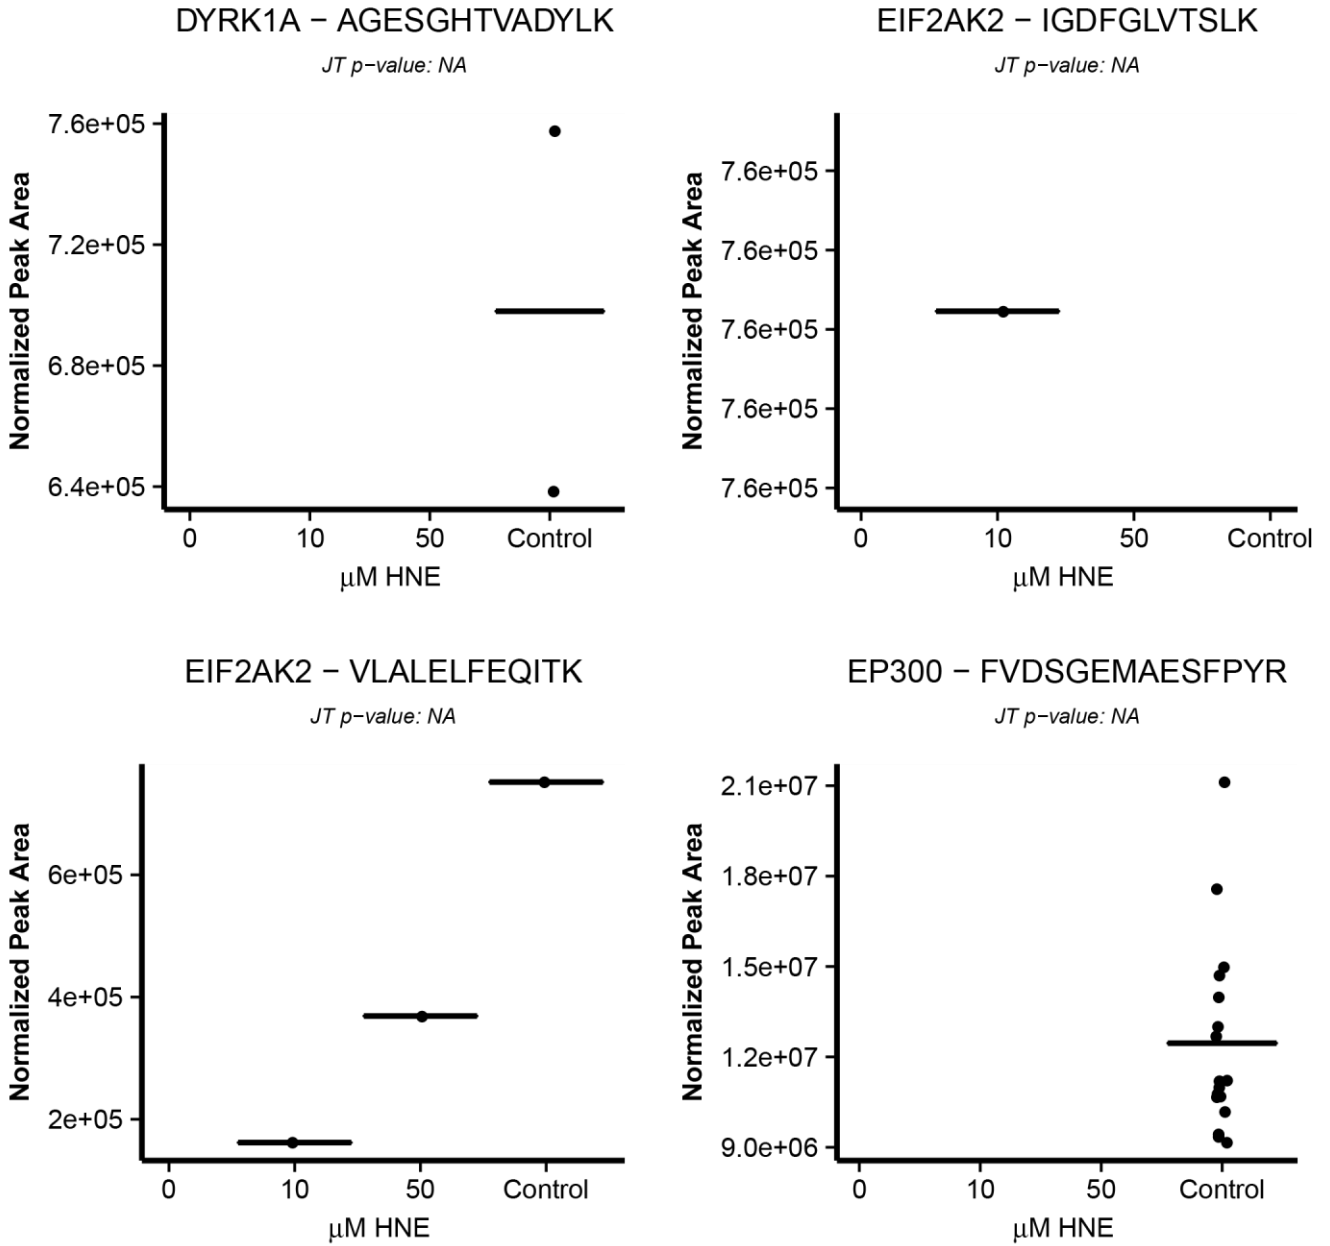 DYRK1A − AGESGHTVADYLK
JT p−value: NA
Normalized Peak Area
7.6e+05
7.2e+05
6.8e+05
6.4e+05
0 10 50 Control
μM HNE
EIF2AK2 − IGDFGLVTSLK
JT p−value: NA
Normalized Peak Area
7.6e+05
7.6e+05
7.6e+05
7.6e+05
7.6e+05
0 10 50 Control
μM HNE
EIF2AK2 − VLALELFEQITK
JT p−value: NA
Normalized Peak Area
6e+05
4e+05
2e+05
0 10 50 Control
μM HNE
EP300 − FVDSGEMAESFPYR
JT p−value: NA
Normalized Peak Area
2.1e+07
1.8e+07
1.5e+07
1.2e+07
9.0e+06
0 10 50 Control
μM HNE